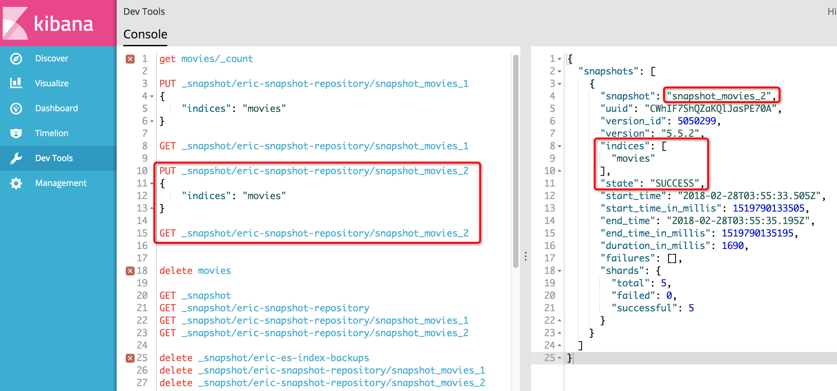 kibana
Discover
Visualize
Dashboard
Timelion
Dev Tools
Management
Dev Tools
Hi
Console
1 get movies/_count
2
3 PUT _snapshot/eric-snapshot-repository/snapshot_movies_1
4 {
5 "indices": "movies"
6 }
7
8 GET _snapshot/eric-snapshot-repository/snapshot_movies_1
9
10 PUT _snapshot/eric-snapshot-repository/snapshot_movies_2
11 {
12 "indices": "movies"
13 }
14
15 GET _snapshot/eric-snapshot-repository/snapshot_movies_2
16
17
18 delete movies
19
20 GET _snapshot
21 GET _snapshot/eric-snapshot-repository
22 GET _snapshot/eric-snapshot-repository/snapshot_movies_1
23 GET _snapshot/eric-snapshot-repository/snapshot_movies_2
24
25 delete _snapshot/eric-es-index-backups
26 delete _snapshot/eric-snapshot-repository/snapshot_movies_1
27 delete _snapshot/eric-snapshot-repository/snapshot_movies_2
1 {
2 "snapshots": [
3 {
4 "snapshot": "snapshot_movies_2",
5 "uuid": "CWhIF7ShQZaKQlJasPE70A",
6 "version_id": 5050299,
7 "version": "5.5.2",
8 "indices": [
9 "movies"
10 ],
11 "state": "SUCCESS",
12 "start_time": "2018-02-28T03:55:33.505Z",
13 "start_time_in_millis": 1519790133505,
14 "end_time": "2018-02-28T03:55:35.195Z",
15 "end_time_in_millis": 1519790135195,
16 "duration_in_millis": 1690,
17 "failures": [],
18 "shards": {
19 "total": 5,
20 "failed": 0,
21 "successful": 5
22 }
23 }
24 ]
25 }